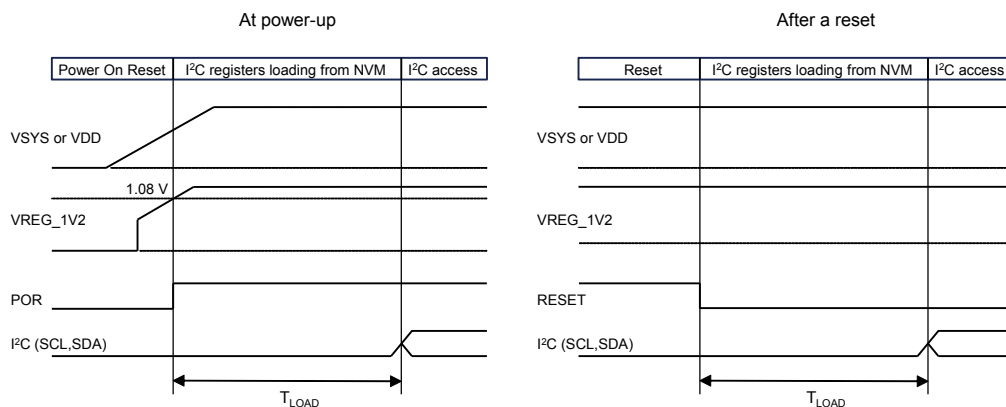 At power-up
Power On Reset
I²C registers loading from NVM
I²C access
VSYS or VDD
1.08 V
VREG_1V2
POR
I²C (SCL,SDA)
TLOAD
After a reset
Reset
I²C registers loading from NVM
I²C access
VSYS or VDD
VREG_1V2
RESET
I²C (SCL,SDA)
TLOAD